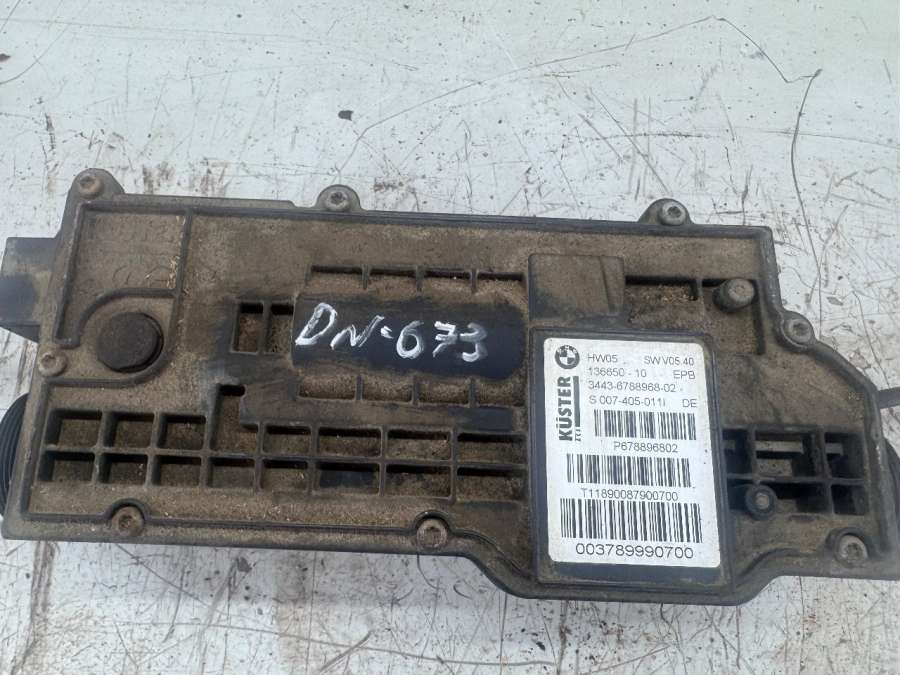 DN-673
KÜSTER
HW05 SW V05.40
136650 - 10 EPB
3443-6788968-02 -
S 007-405-011I DE
P678896802
T11890087900700
003789990700